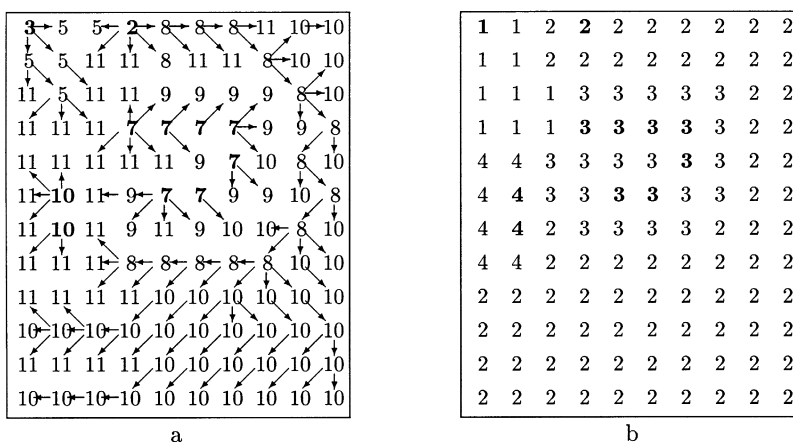 3 5 5 2 8 8 8 11 10 10
5 5 11 11 8 11 11 8 10 10
11 5 11 11 9 9 9 9 8 10
11 11 11 7 7 7 7 9 9 8
11 11 11 11 11 9 7 10 8 10
11 10 11 9 7 7 9 9 10 8
11 10 11 9 11 9 10 10 8 10
11 11 11 8 8 8 8 8 10 10
11 11 11 11 10 10 10 10 10 10
10 10 10 10 10 10 10 10 10 10
11 11 11 11 10 10 10 10 10 10
10 10 10 10 10 10 10 10 10 10
a
1 1 2 2 2 2 2 2 2 2
1 1 2 2 2 2 2 2 2 2
1 1 1 3 3 3 3 3 2 2
1 1 1 3 3 3 3 3 2 2
4 4 3 3 3 3 3 3 2 2
4 4 3 3 3 3 3 3 2 2
4 4 2 3 3 3 3 2 2 2
4 4 2 2 2 2 2 2 2 2
2 2 2 2 2 2 2 2 2 2
2 2 2 2 2 2 2 2 2 2
2 2 2 2 2 2 2 2 2 2
2 2 2 2 2 2 2 2 2 2
b